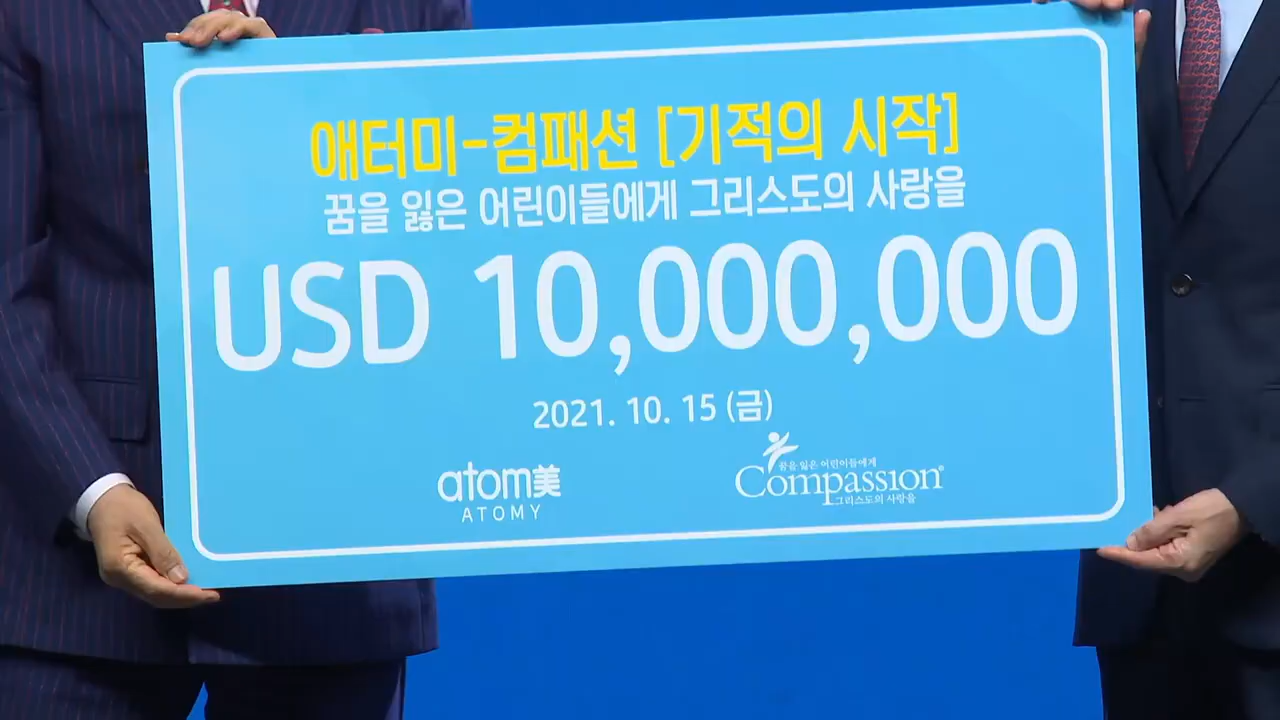 애터미-컴패션 [기적의 시작]
꿈을 잃은 어린이들에게 그리스도의 사랑을
USD 10,000,000
2021. 10. 15 (금)
atom美
ATOMY
꿈을 잃은 어린이들에게
Compassion®
그리스도의 사랑을